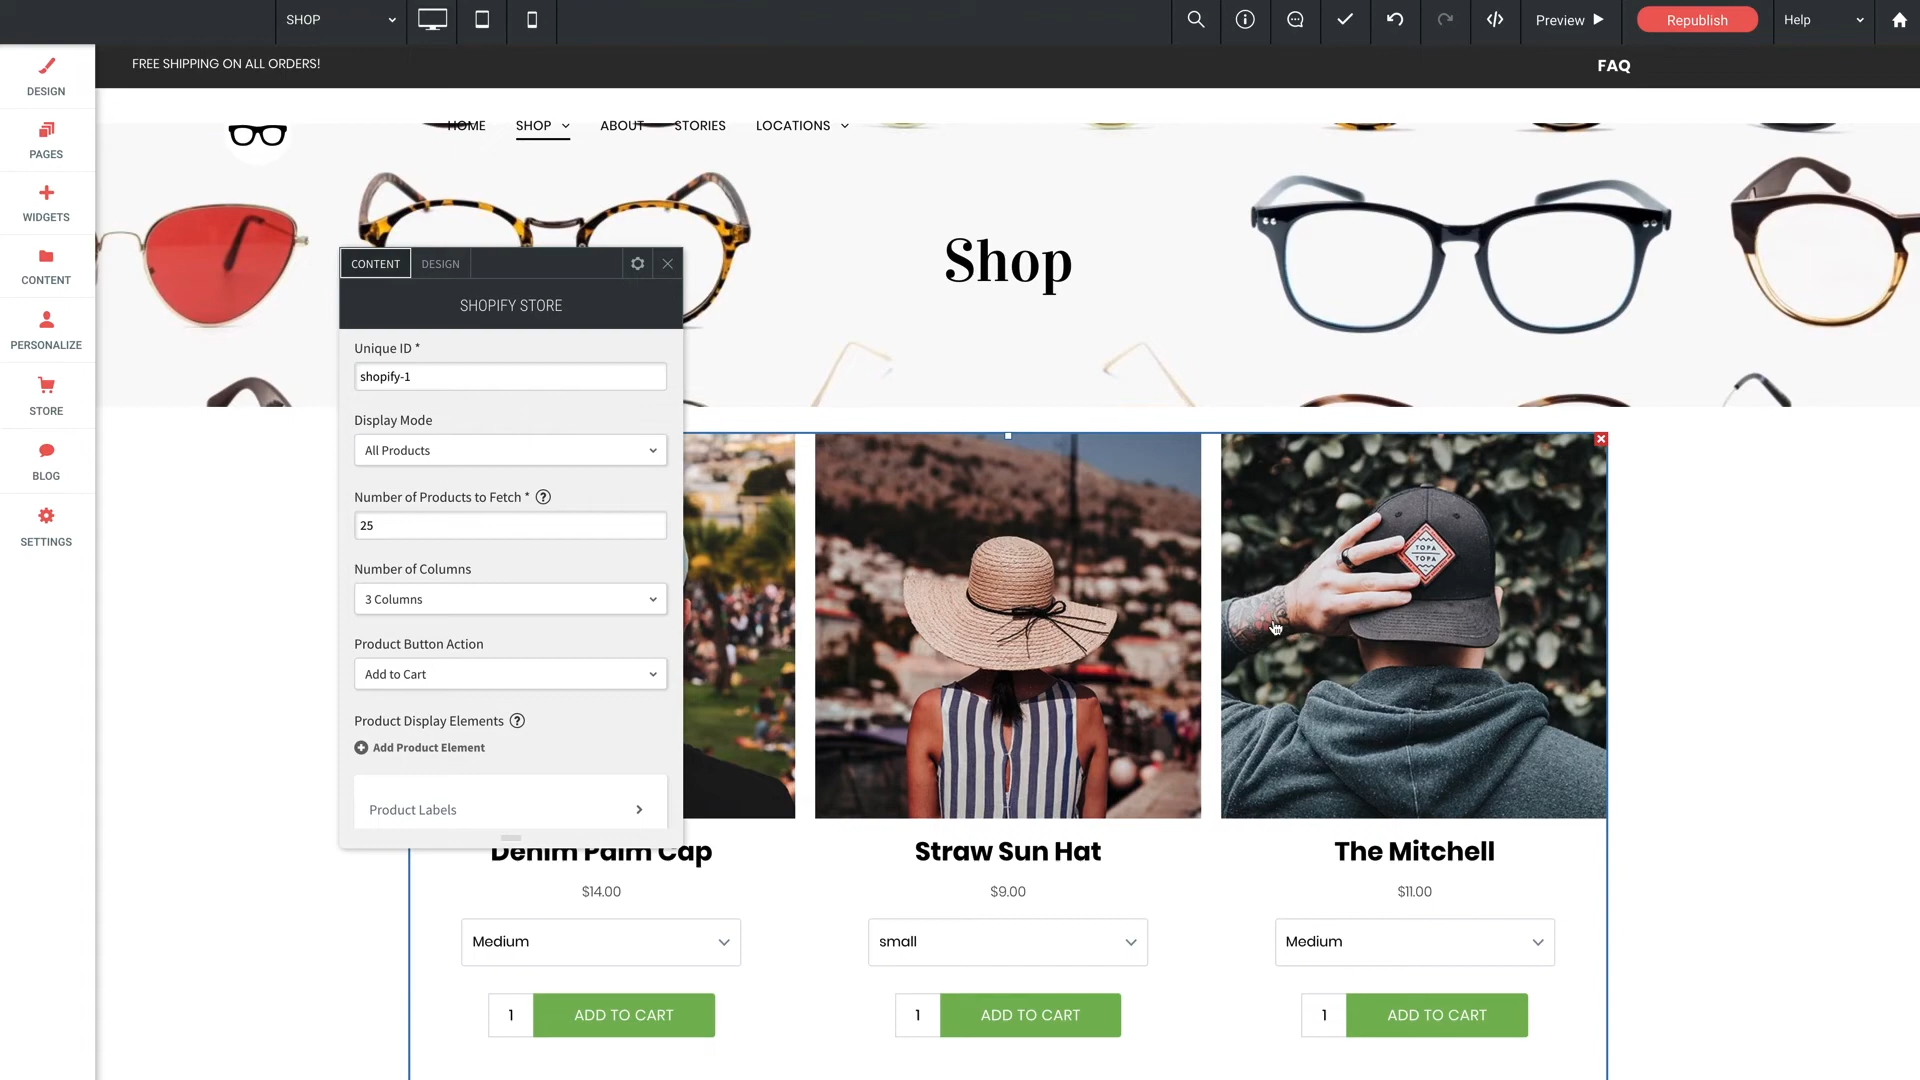 SHOP
Preview
Republish
Help
FREE SHIPPING ON ALL ORDERS!
FAQ
DESIGN
PAGES
WIDGETS
CONTENT
PERSONALIZE
STORE
BLOG
SETTINGS
HOME
SHOP
ABOUT
STORIES
LOCATIONS
Shop
CONTENT
DESIGN
SHOPIFY STORE
Unique ID *
shopify-1
Display Mode
All Products
Number of Products to Fetch * ?
25
Number of Columns
3 Columns
Product Button Action
Add to Cart
Product Display Elements ?
Add Product Element
Product Labels
TOPA
TOPA
Denim Palm Cap
Straw Sun Hat
The Mitchell
$14.00
$9.00
$11.00
Medium
small
Medium
1
ADD TO CART
1
ADD TO CART
1
ADD TO CART